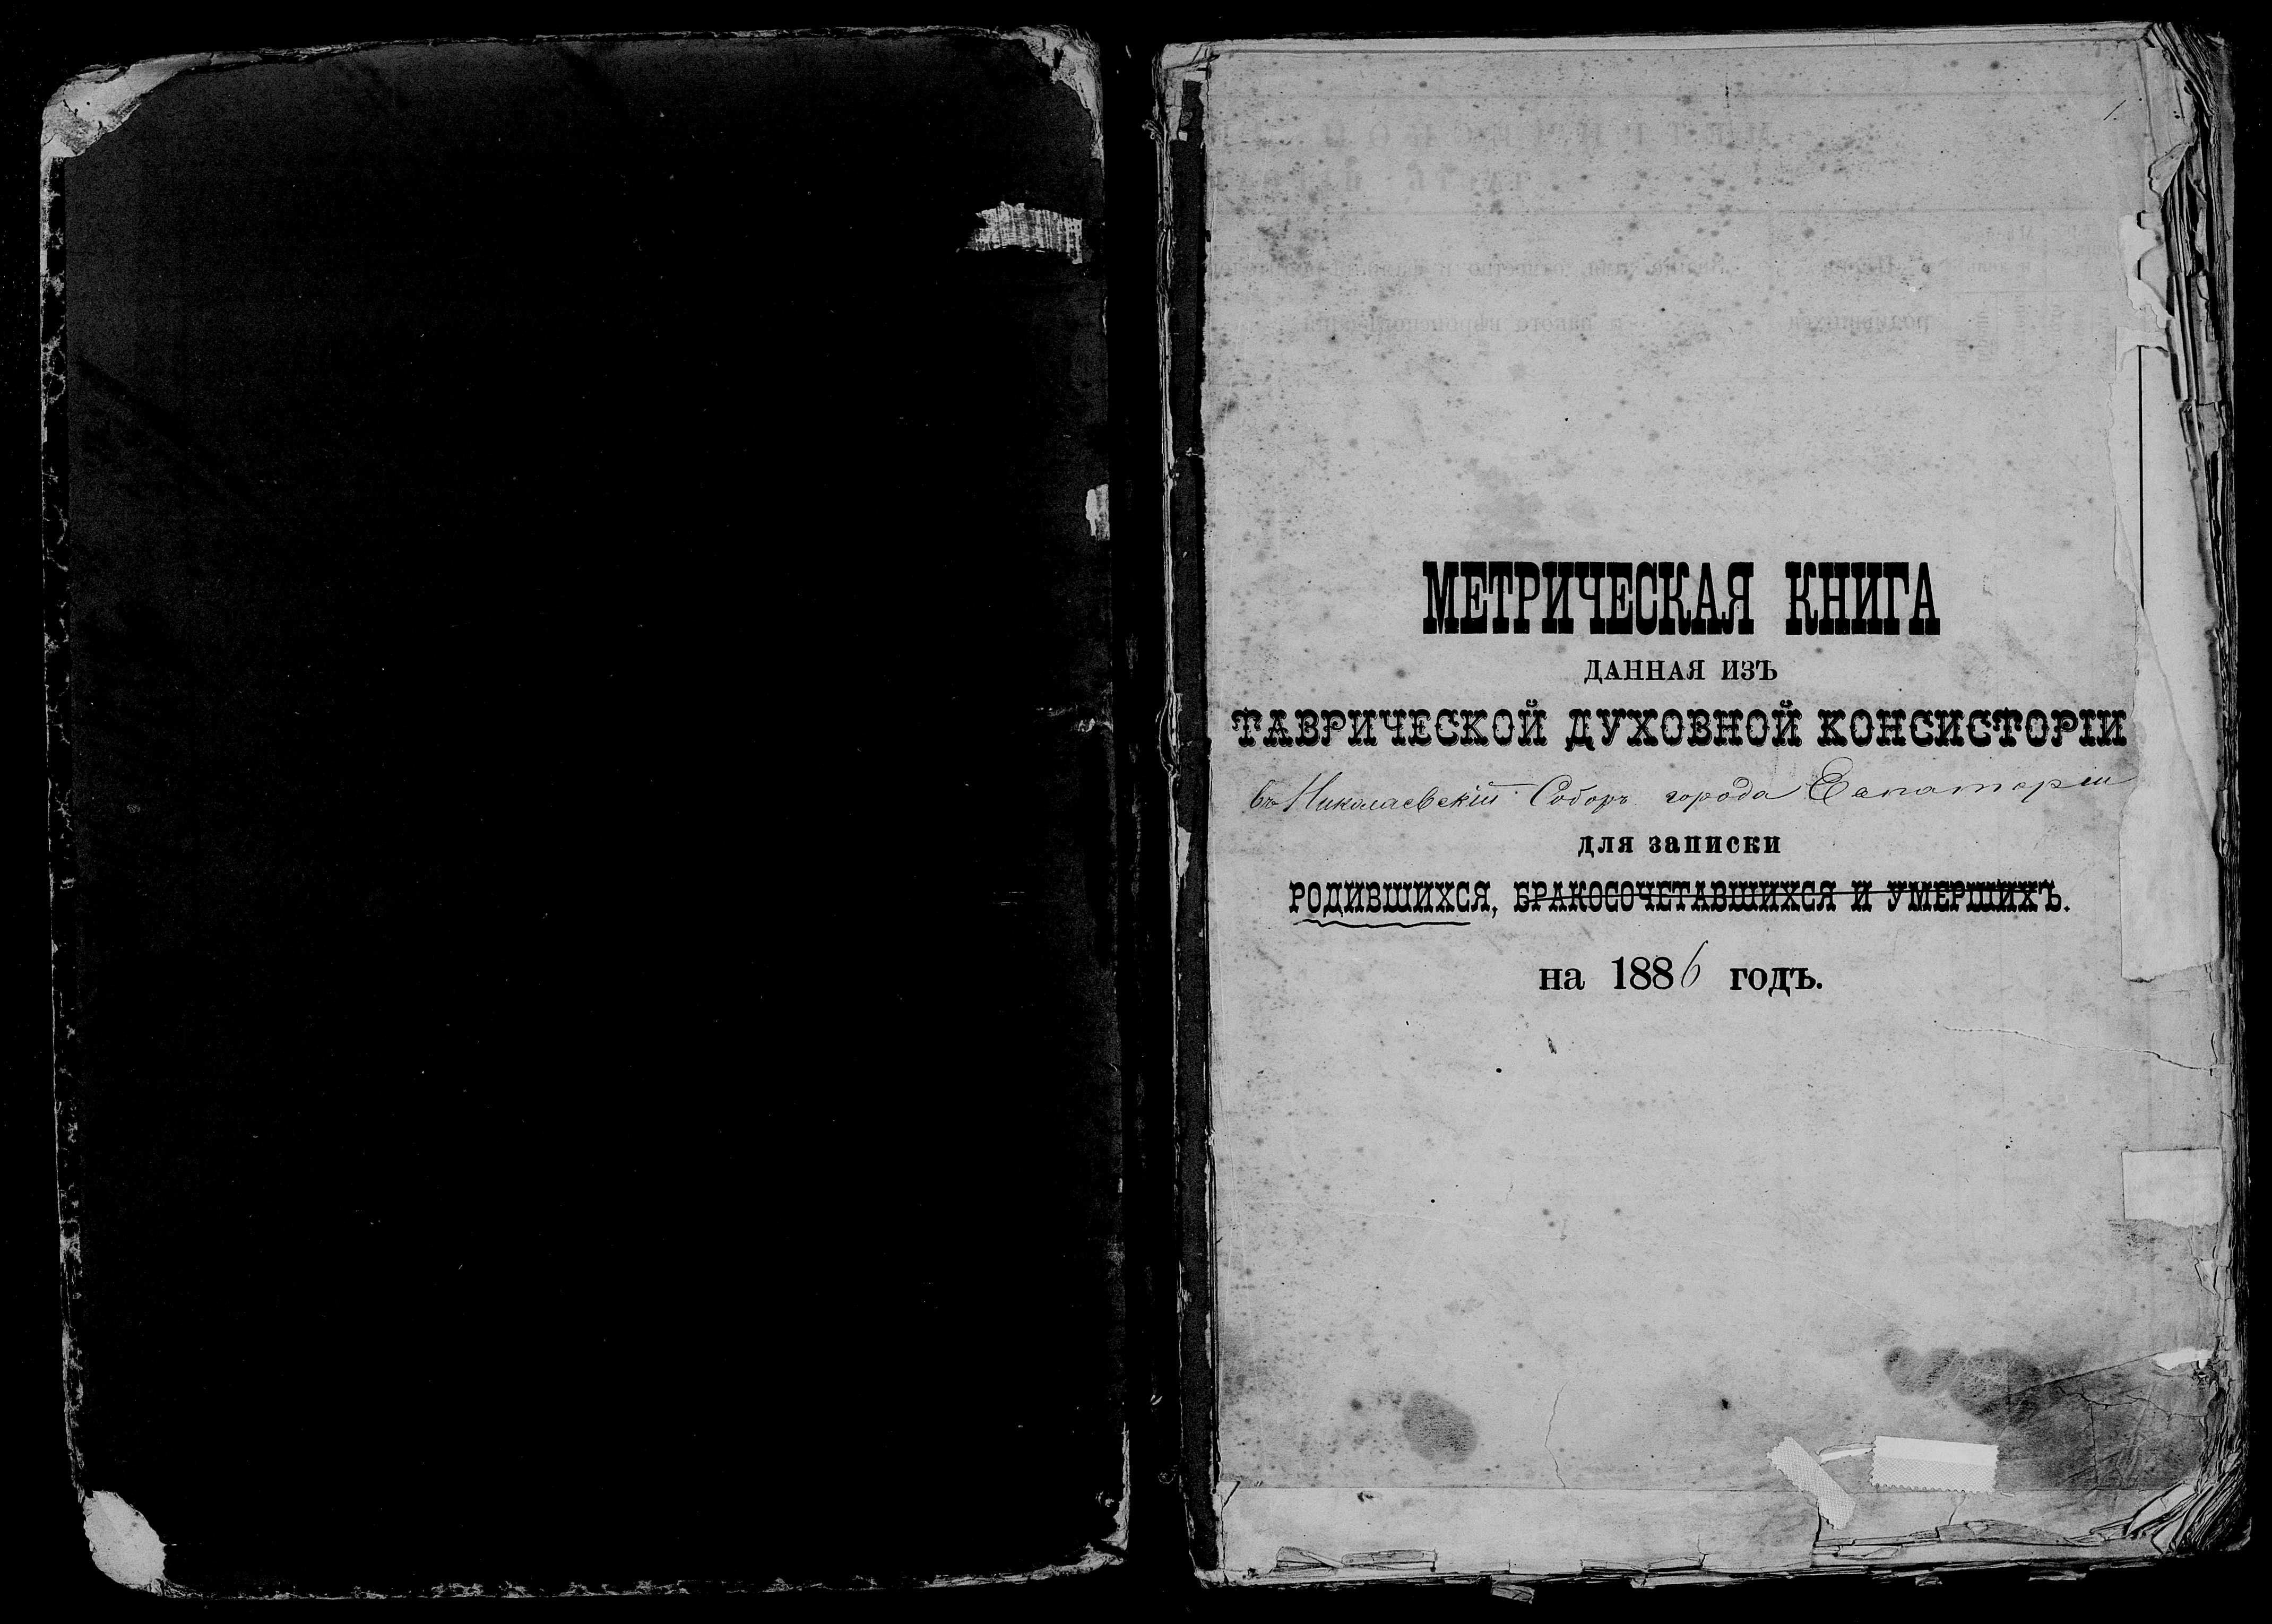 1.
МЕТРИЧЕСКАЯ КНИГА
ДАННАЯ ИЗЪ
ТАВРИЧЕСКОЙ ДУХОВНОЙ КОНСИСТОРІИ
въ Николаевскій Соборъ города Евпаторіи
для записки
РОДИВШИХСЯ, БРАКОСОЧЕТАВШИХСЯ И УМЕРШИХЪ.
на 1886 годъ.